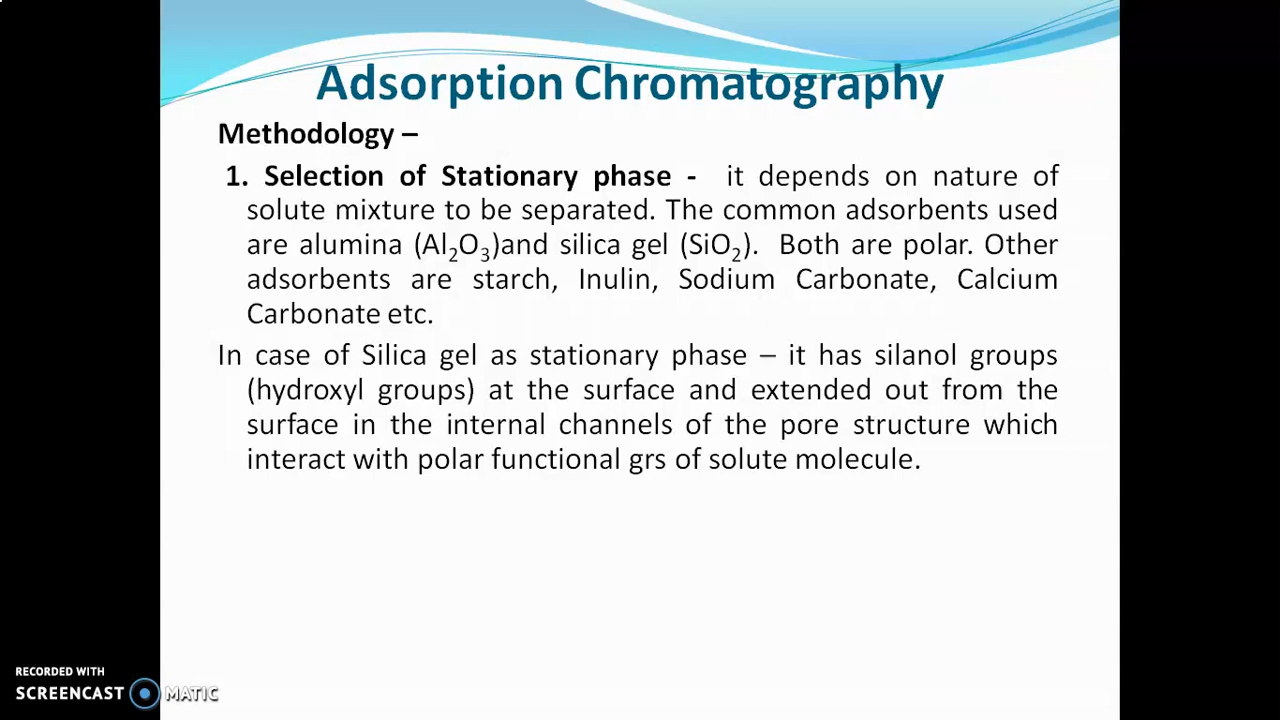 Adsorption Chromatography
Methodology –
1. Selection of Stationary phase - it depends on nature of
solute mixture to be separated. The common adsorbents used
are alumina (Al₂O₃)and silica gel (SiO₂). Both are polar. Other
adsorbents are starch, Inulin, Sodium Carbonate, Calcium
Carbonate etc.
In case of Silica gel as stationary phase – it has silanol groups
(hydroxyl groups) at the surface and extended out from the
surface in the internal channels of the pore structure which
interact with polar functional grs of solute molecule.
RECORDED WITH
SCREENCAST MATIC